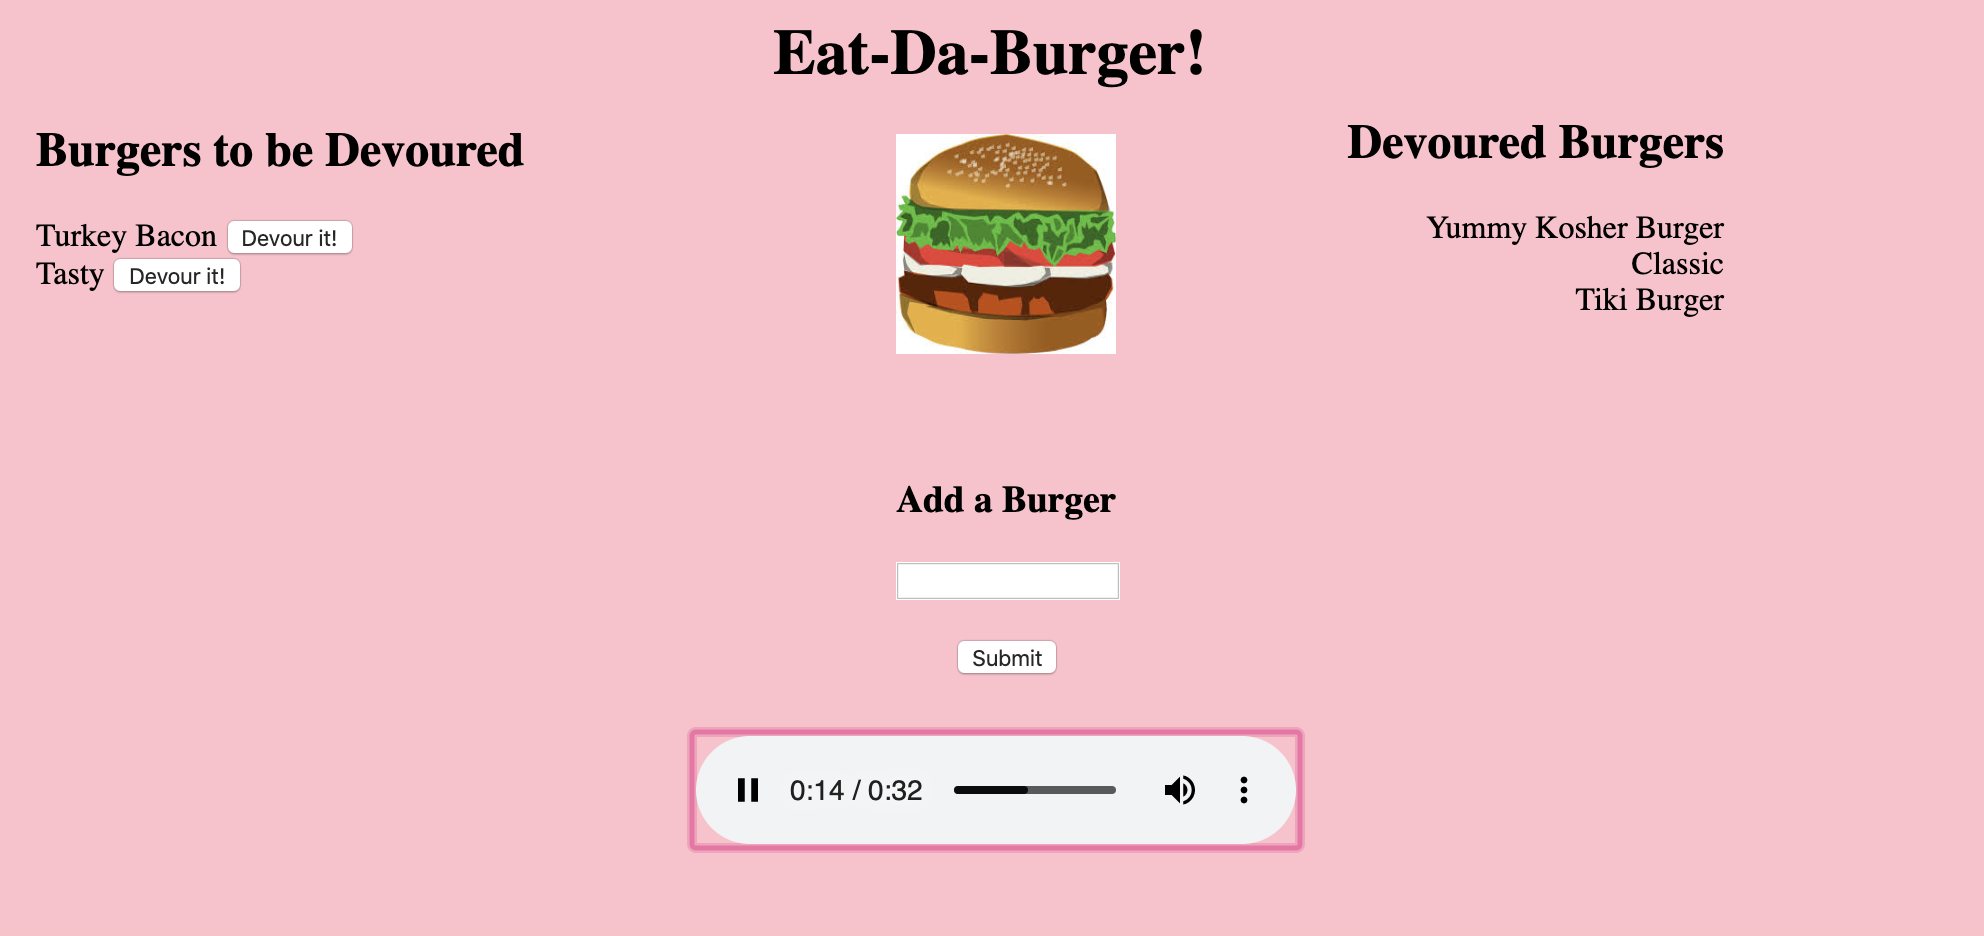 Eat-Da-Burger!
Burgers to be Devoured
Turkey Bacon Devour it!
Tasty Devour it!
Devoured Burgers
Yummy Kosher Burger
Classic
Tiki Burger
Add a Burger
Submit
0:14 / 0:32